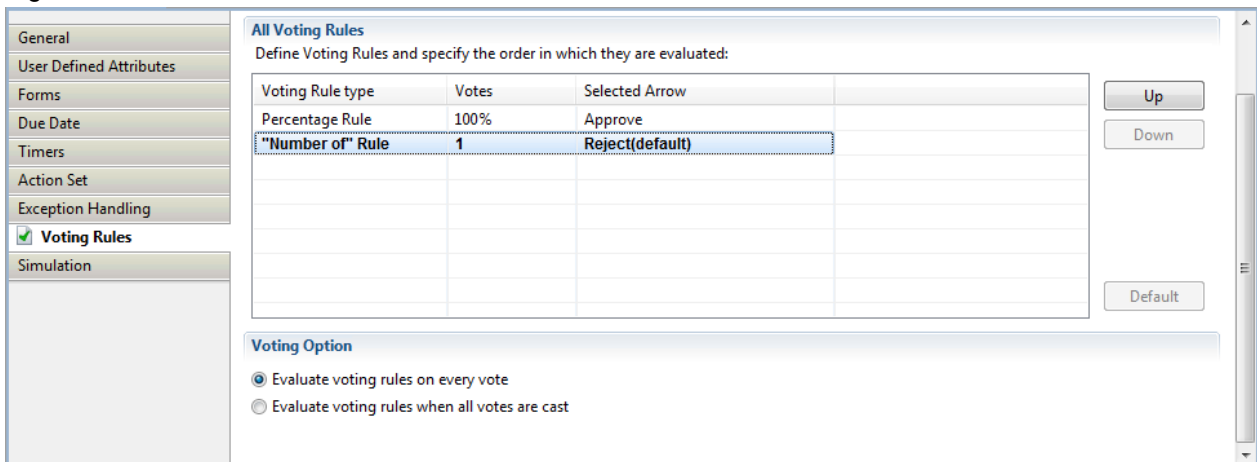 General
User Defined Attributes
Forms
Due Date
Timers
Action Set
Exception Handling
Voting Rules
Simulation
All Voting Rules
Define Voting Rules and specify the order in which they are evaluated:
Voting Rule type Votes Selected Arrow
Percentage Rule 100% Approve
"Number of" Rule 1 Reject(default)
Up
Down
Default
Voting Option
Evaluate voting rules on every vote
Evaluate voting rules when all votes are cast